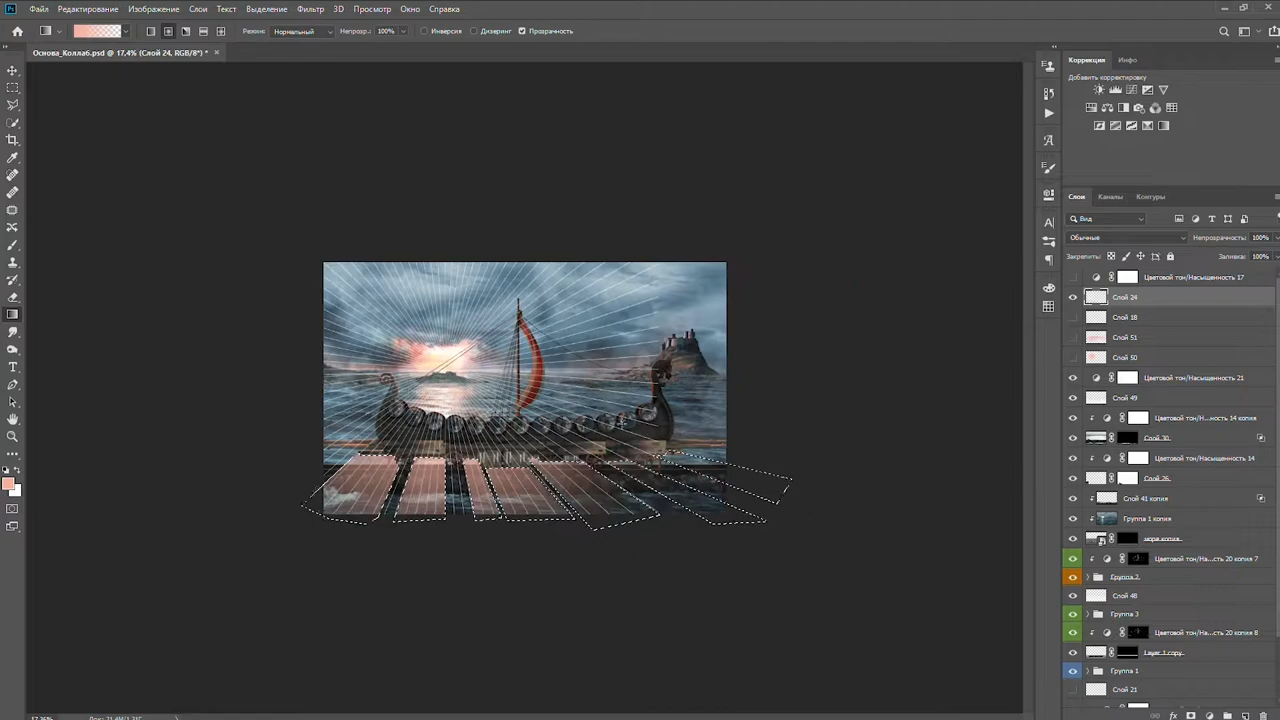 Ps Файл Редактирование Изображение Слои Текст Выделение Фильтр 3D Просмотр Окно Справка
Режим: Нормальный Непрозр.: 100% Инверсия Дизеринг Прозрачность
Основа_Коллаб.psd @ 17,4% (Слой 24, RGB/8*) *
Коррекция Инфо
Добавить корректировку
Слои Каналы Контуры
Вид
Обычные Непрозрачность: 100%
Закрепить: Заливка: 100%
Цветовой тон/Насыщенность 17
Слой 24
Слой 18
Слой 51
Слой 50
Цветовой тон/Насыщенность 21
Слой 49
Цветовой тон/Н...ность 14 копия
Слой 30
Цветовой тон/Насыщенность 14
Слой 26
Слой 41 копия
Группа 1 копия
море копия
Цветовой тон/На...сть 20 копия 7
Группа 2
Слой 48
Группа 3
Цветовой тон/На...сть 20 копия 8
Layer 1 copy
Группа 1
Слой 21